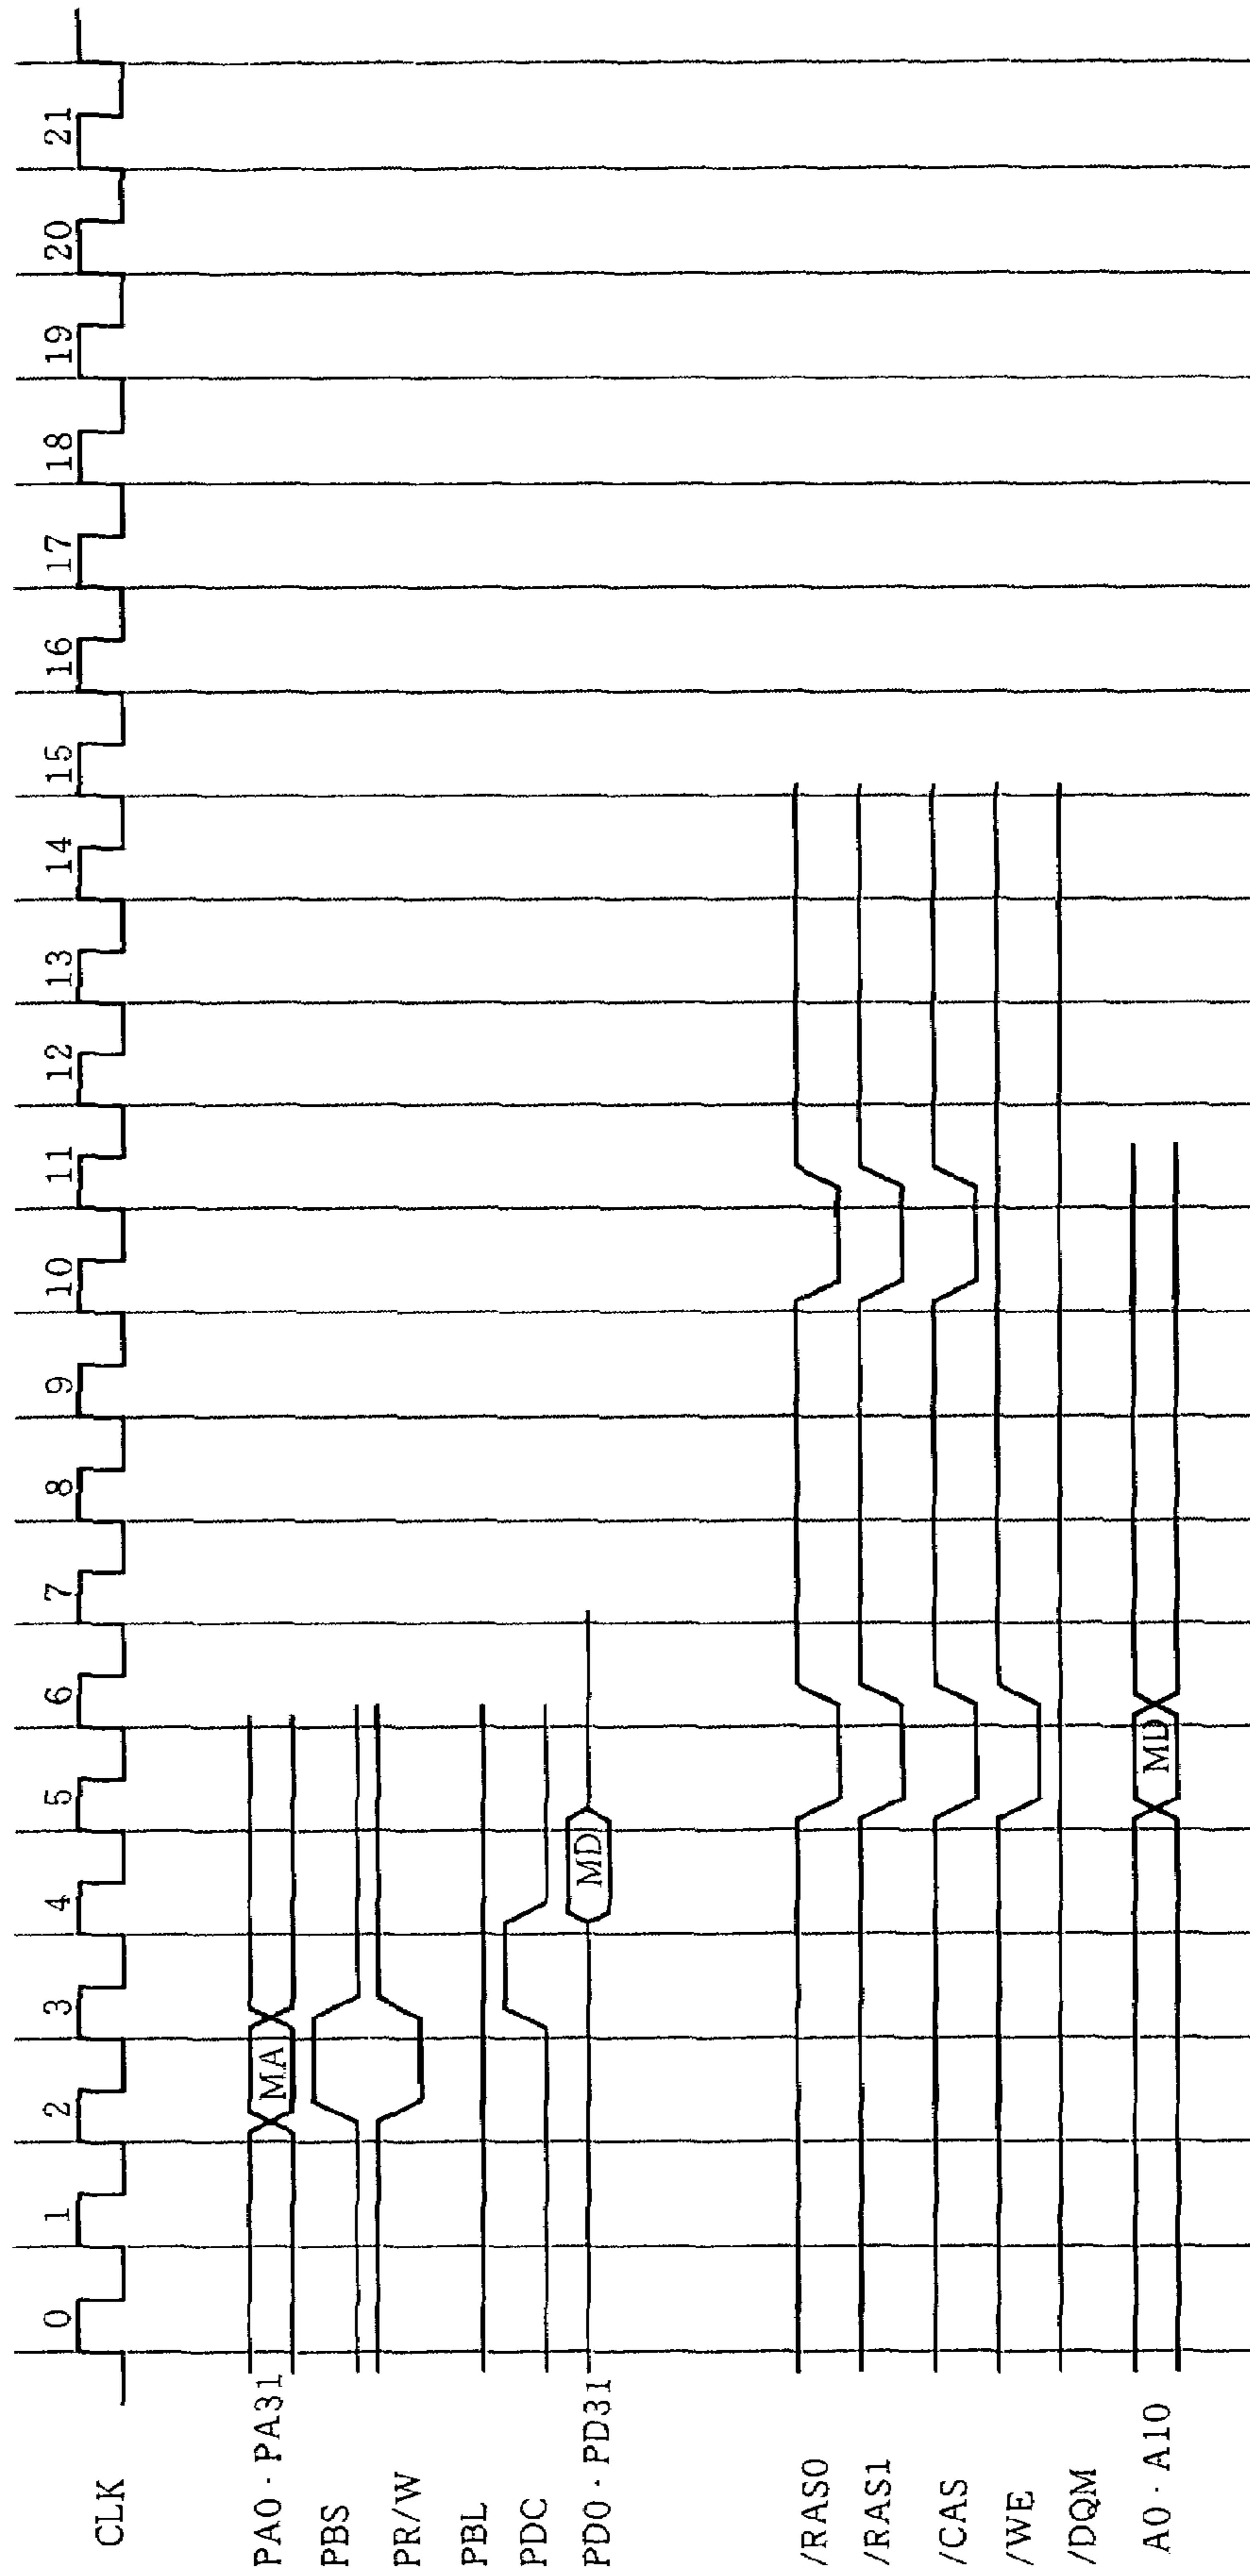 0 1 2 3 4 5 6 7 8 9 10 11 12 13 14 15 16 17 18 19 20 21
CLK
PA0·PA31 MA
PBS
PR/W
PBL
PDC
PD0·PD31 MD
/RAS0
/RAS1
/CAS
/WE
/DQM
A0·A10 MD